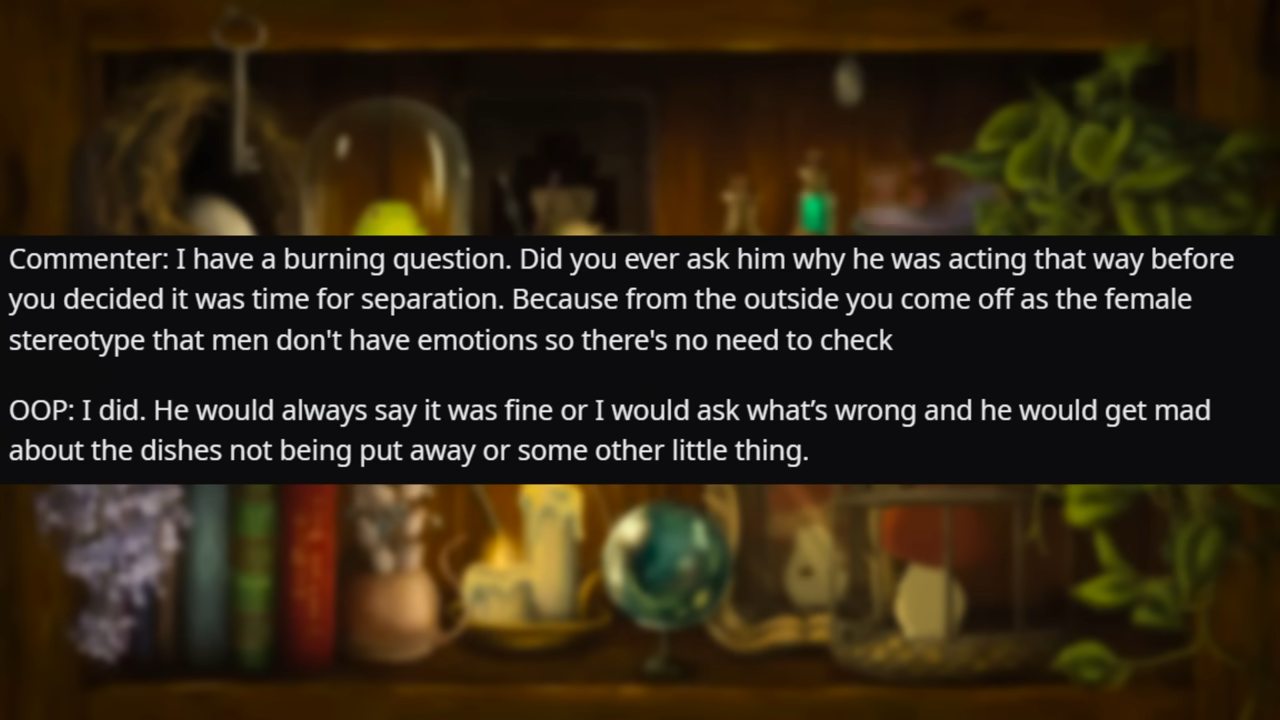 Commenter: I have a burning question. Did you ever ask him why he was acting that way before
you decided it was time for separation. Because from the outside you come off as the female
stereotype that men don't have emotions so there's no need to check
OOP: I did. He would always say it was fine or I would ask what’s wrong and he would get mad
about the dishes not being put away or some other little thing.